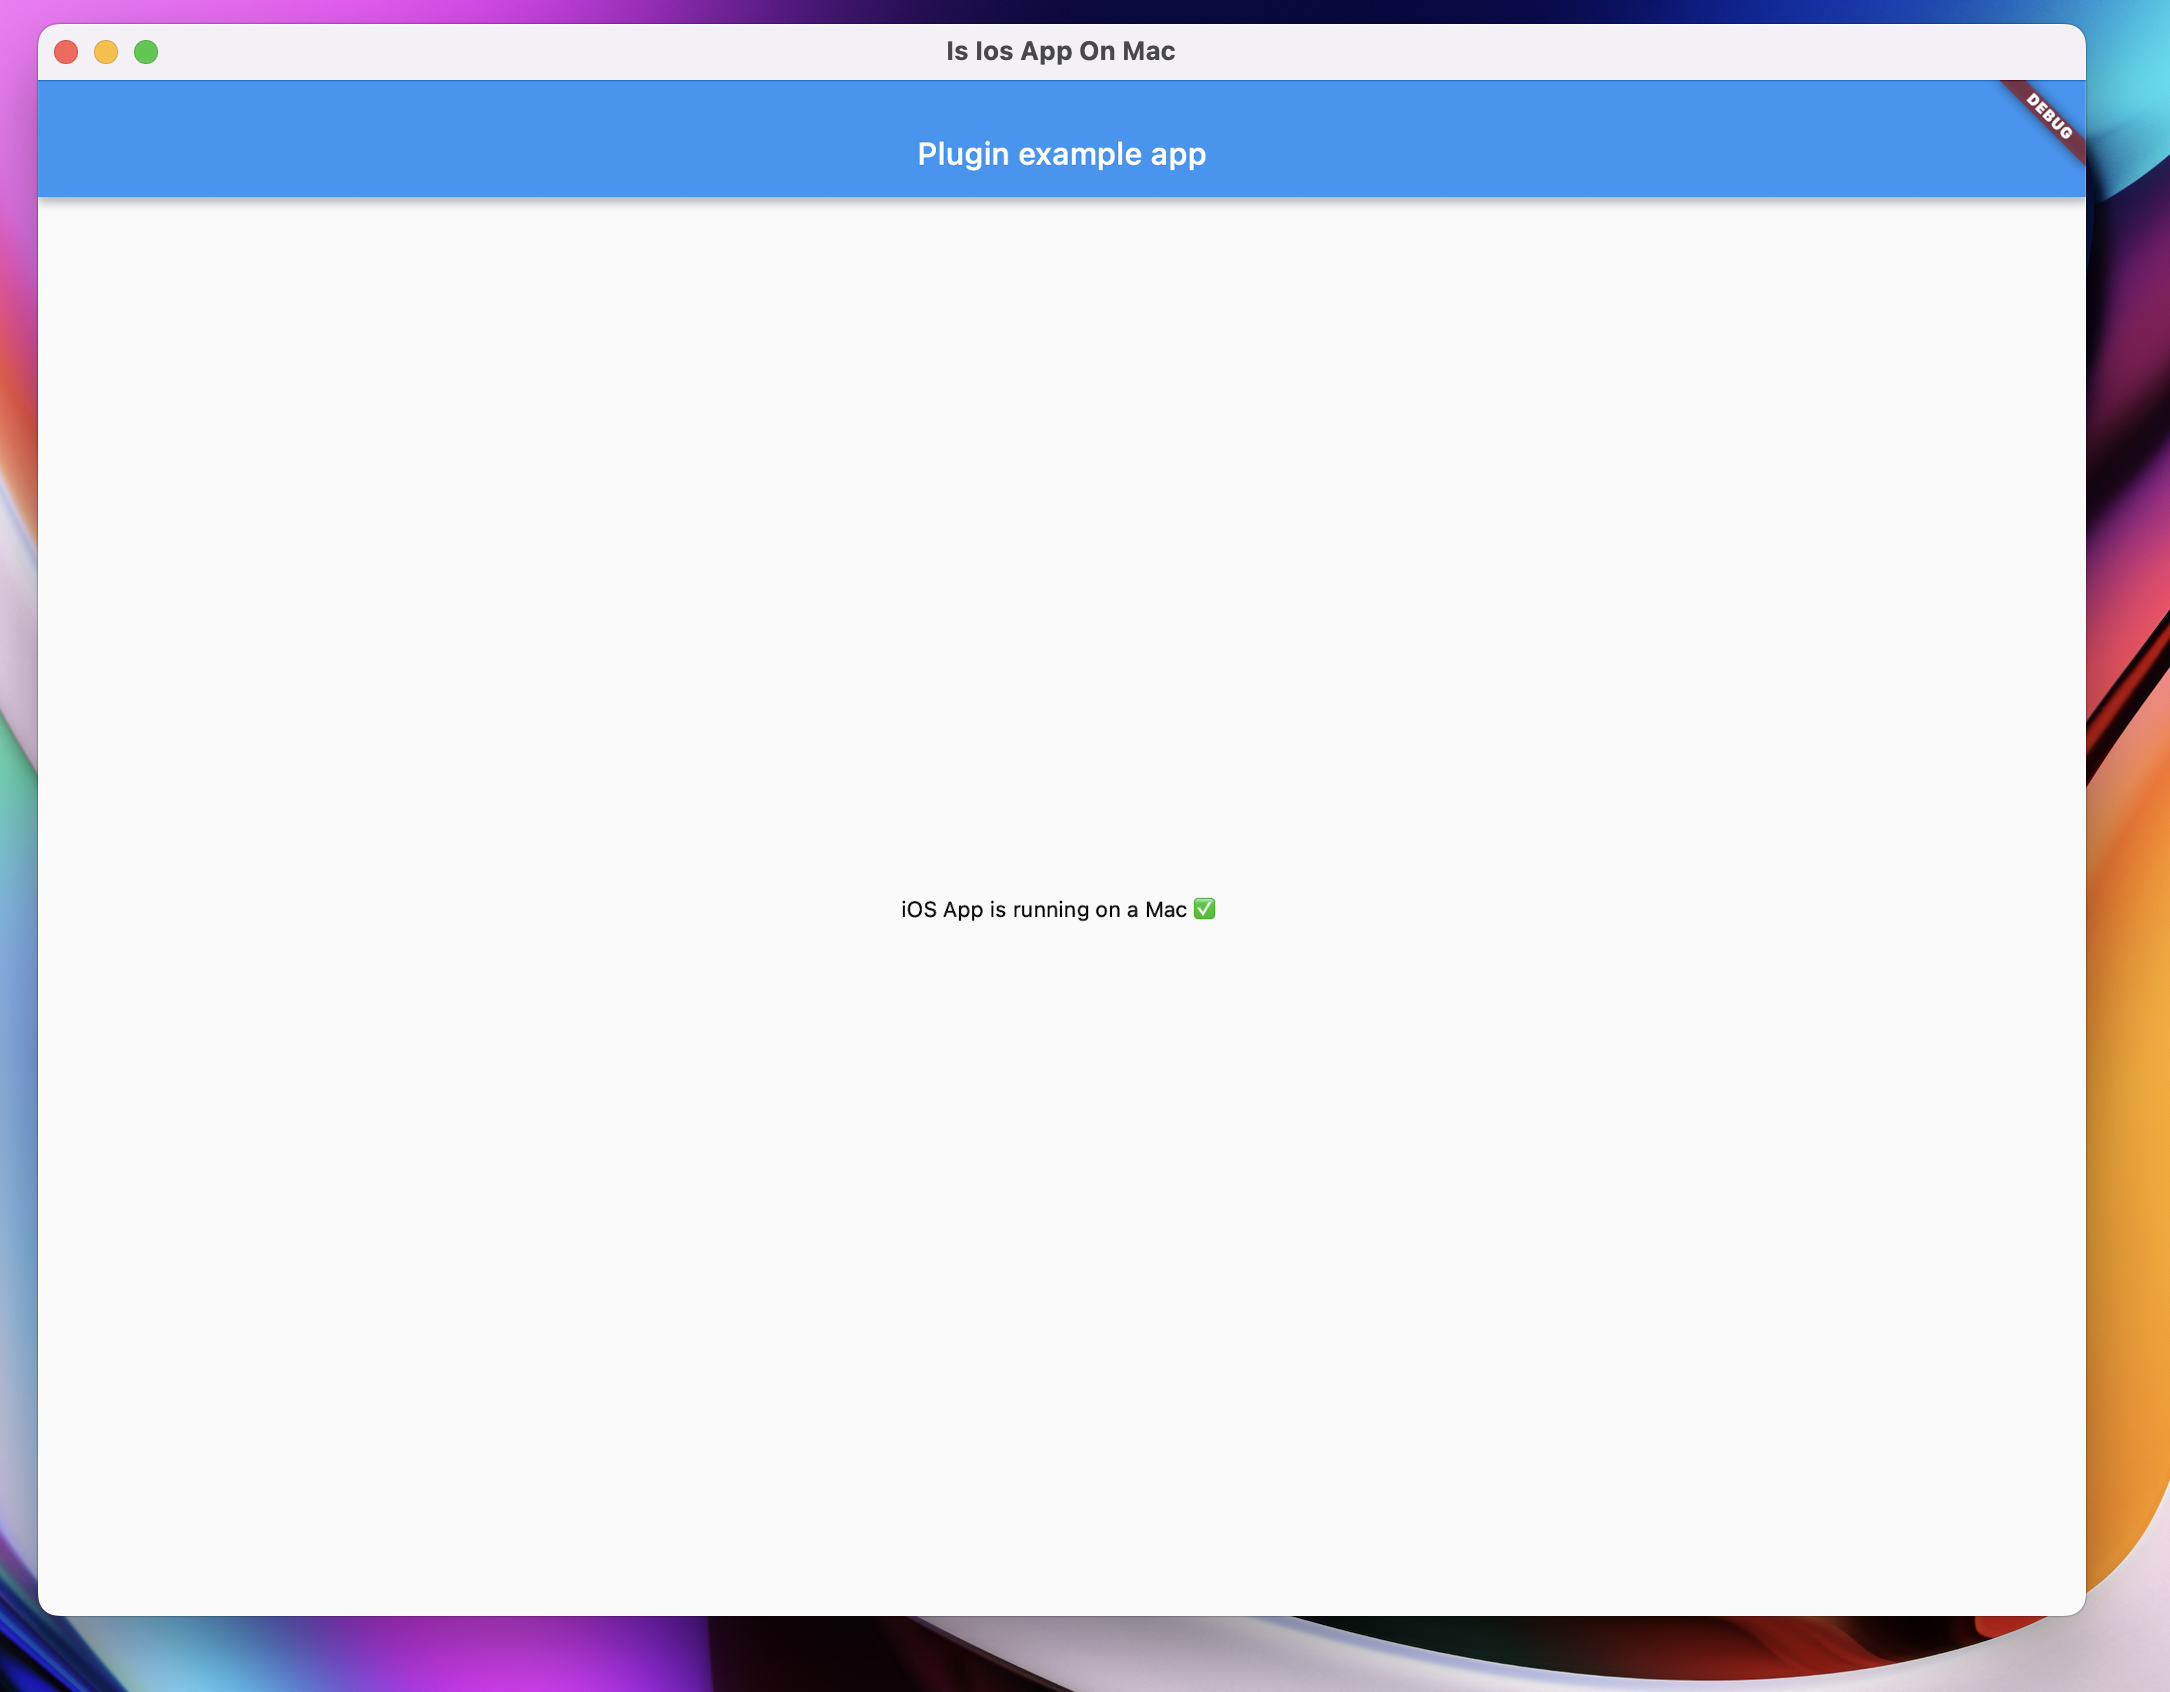 Is Ios App On Mac
DEBUG
Plugin example app
iOS App is running on a Mac ✅